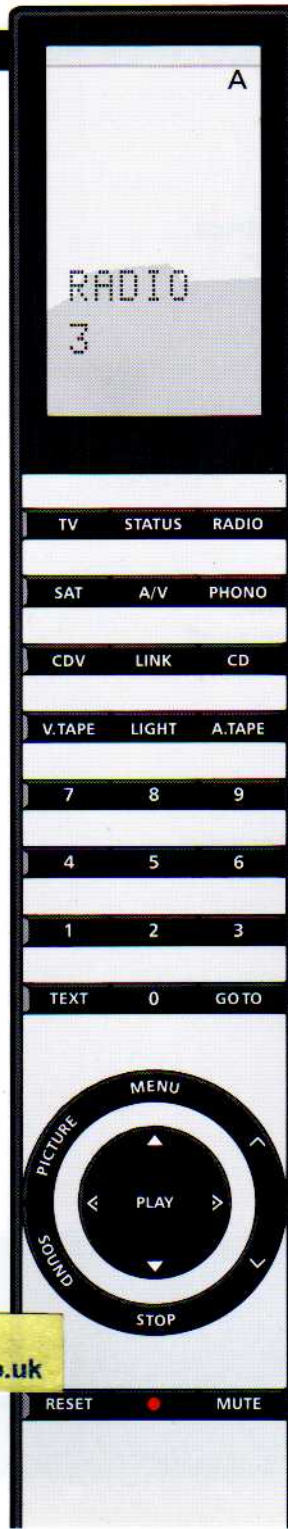 A
RADIO
3
TV STATUS RADIO
SAT A/V PHONO
CDV LINK CD
V.TAPE LIGHT A.TAPE
7 8 9
4 5 6
1 2 3
TEXT 0 GO TO
MENU
PICTURE
PLAY
SOUND
STOP
.uk
RESET MUTE